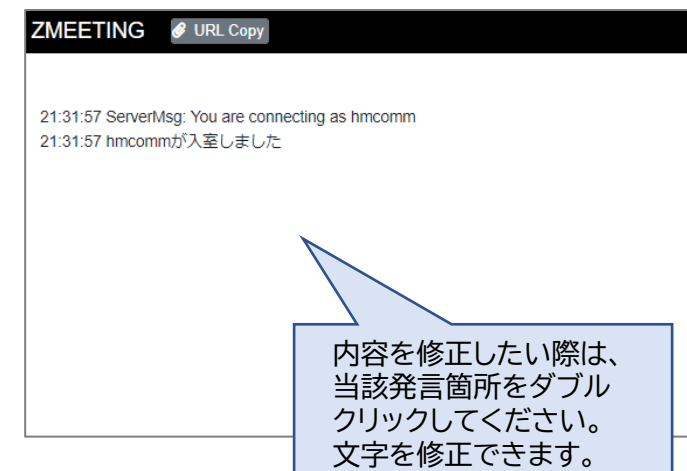 ZMEETING URL Copy
21:31:57 ServerMsg: You are connecting as hmcomm
21:31:57 hmcommが入室しました
内容を修正したい際は、
当該発言箇所をダブル
クリックしてください。
文字を修正できます。